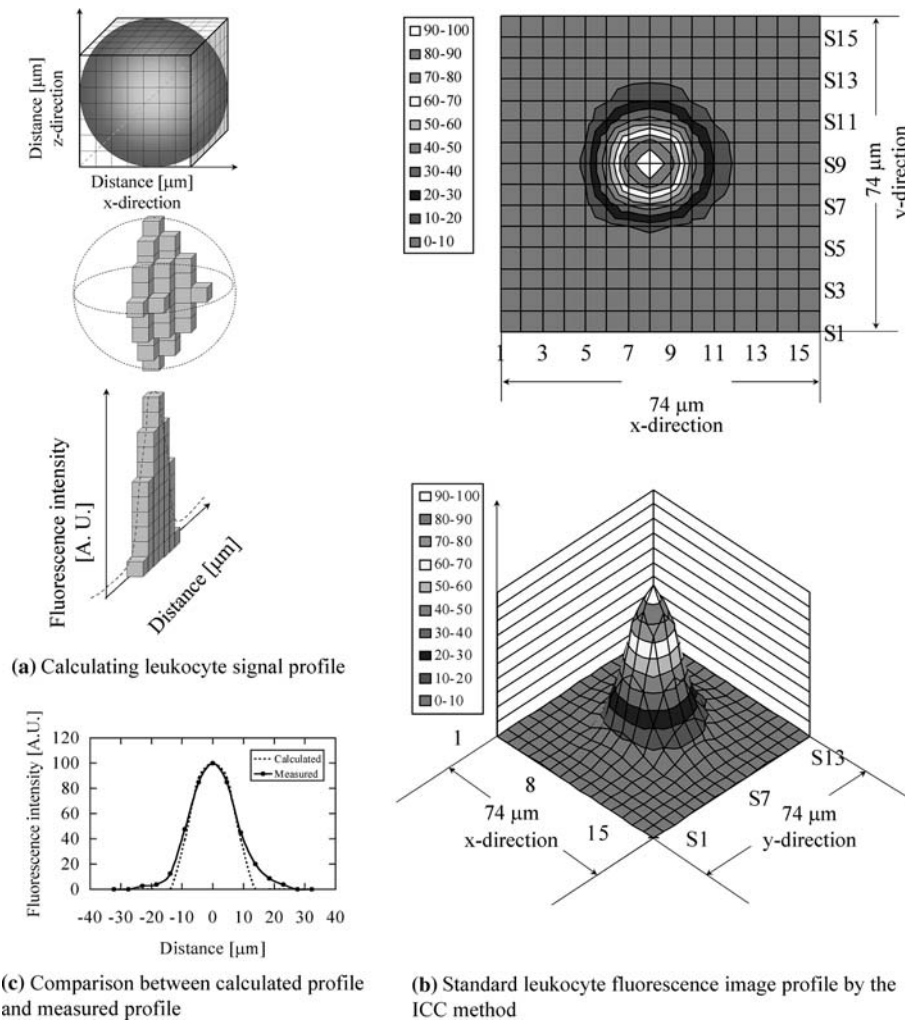 Distance [μm]
z-direction
Distance [μm]
x-direction
Fluorescence intensity
[A. U.]
Distance [μm]
(a) Calculating leukocyte signal profile
Fluorescence intensity [A.U.]
120
100
80
60
40
20
0
Calculated
Measured
-40 -30 -20 -10 0 10 20 30 40
Distance [μm]
(c) Comparison between calculated profile
and measured profile
90-100
80-90
70-80
60-70
50-60
40-50
30-40
20-30
10-20
0-10
S15
S13
S11
S9
S7
S5
S3
S1
74 μm
y-direction
1 3 5 7 9 11 13 15
74 μm
x-direction
90-100
80-90
70-80
60-70
50-60
40-50
30-40
20-30
10-20
0-10
1
8
15
S1
S7
S13
74 μm
x-direction
74 μm
y-direction
(b) Standard leukocyte fluorescence image profile by the
ICC method